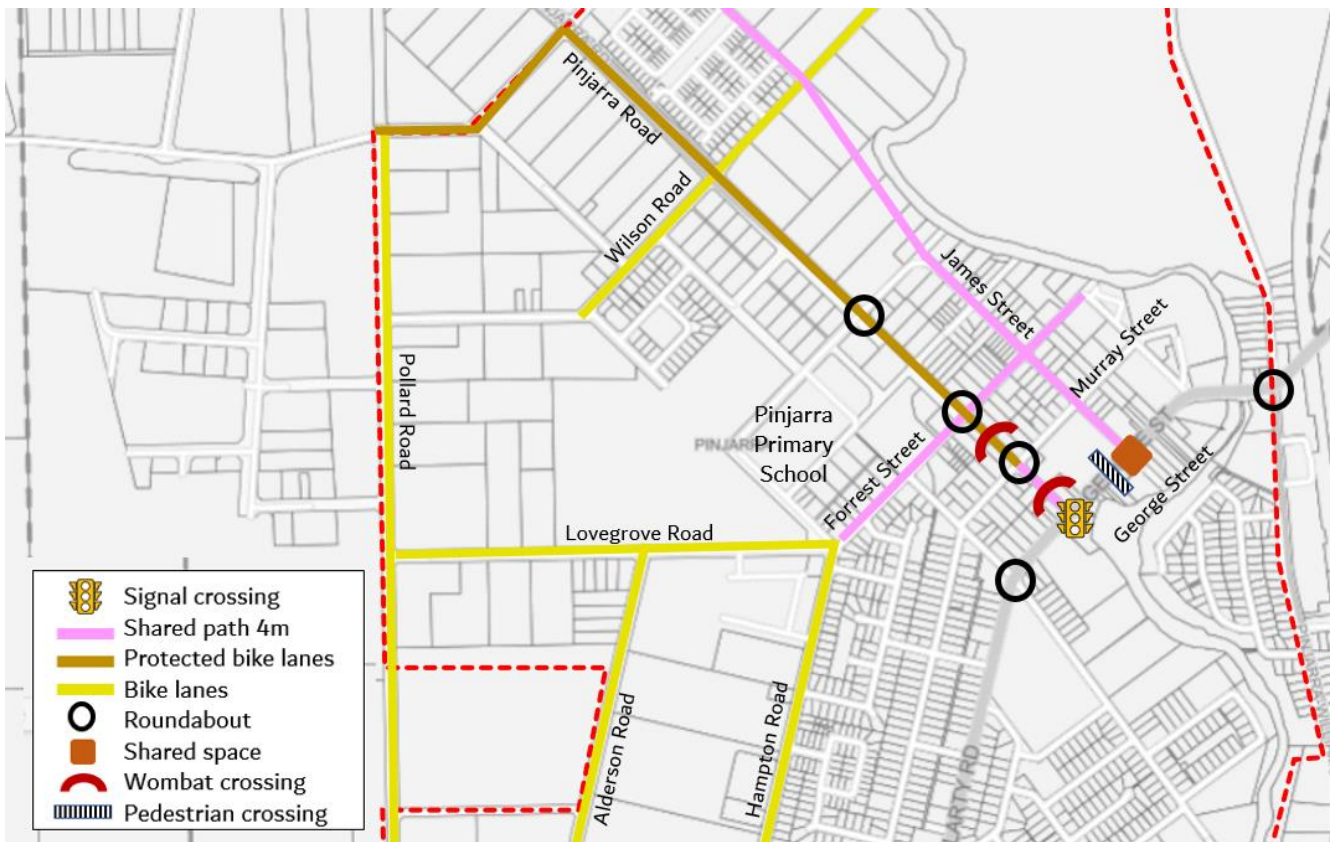 Pinjarra Road
Wilson Road
James Street
Murray Street
Pollard Road
Pinjarra
Primary
School
Forrest Street
George Street
Lovegrove Road
Alderson Road
Hampton Road
Signal crossing
Shared path 4m
Protected bike lanes
Bike lanes
Roundabout
Shared space
Wombat crossing
Pedestrian crossing